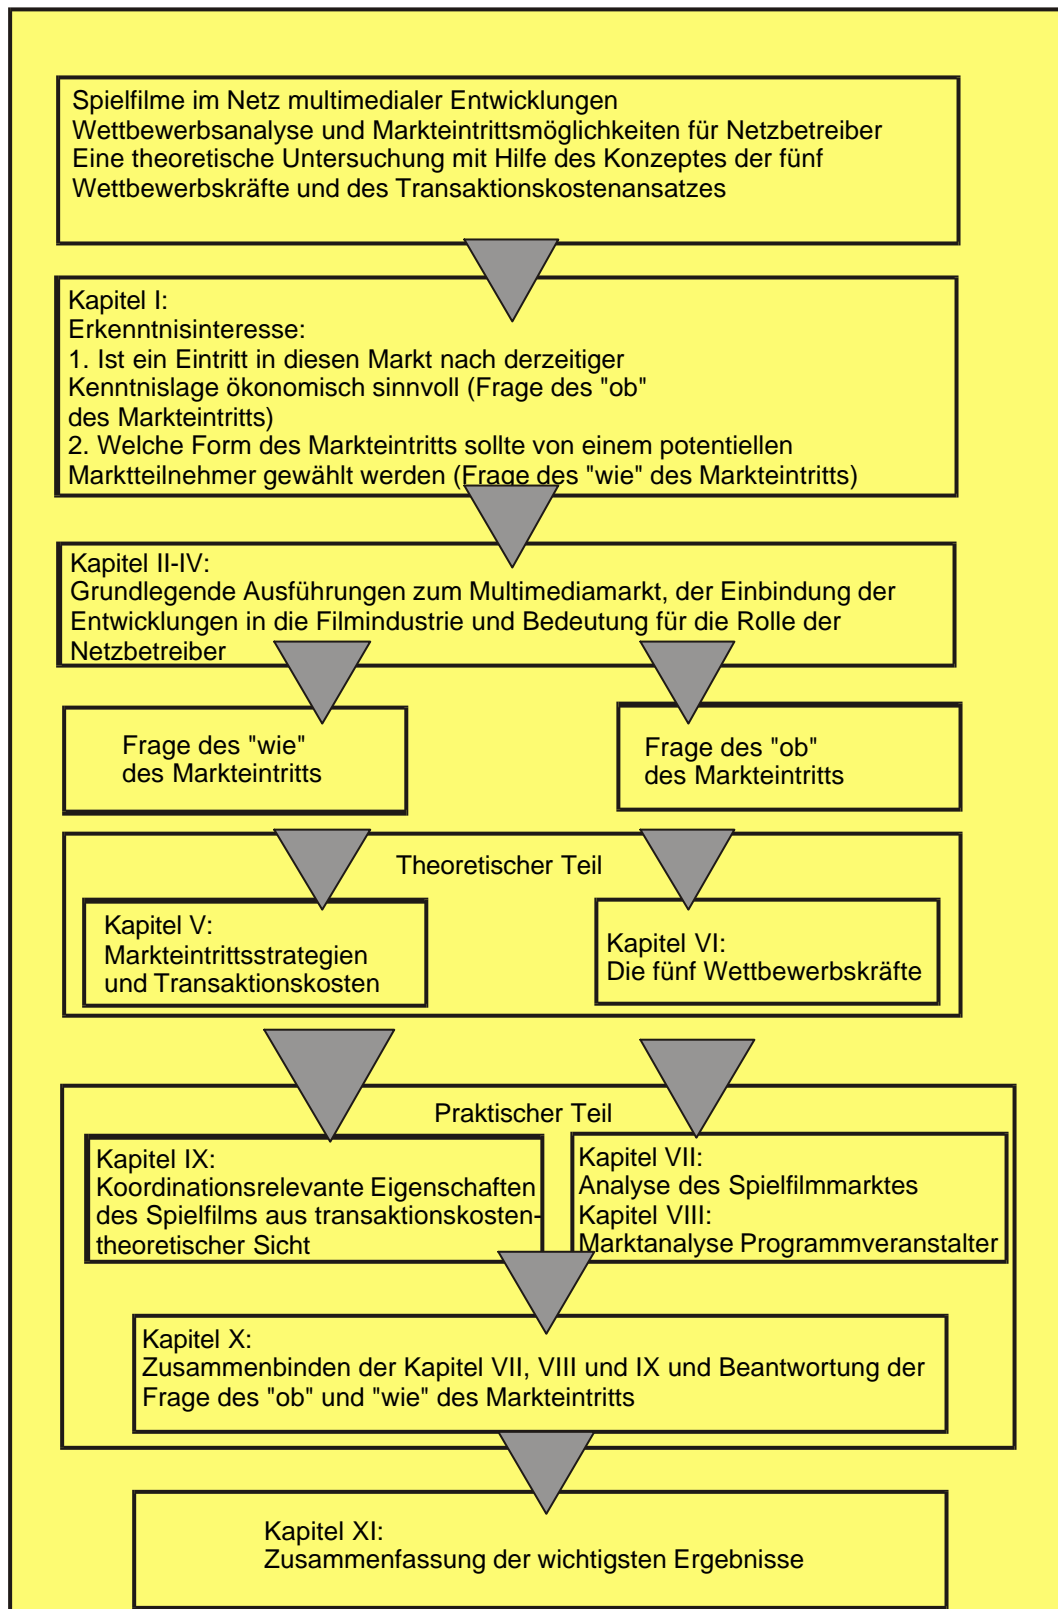 Spielfilme im Netz multimedialer Entwicklungen
Wettbewerbsanalyse und Markteintrittsmöglichkeiten für Netzbetreiber
Eine theoretische Untersuchung mit Hilfe des Konzeptes der fünf
Wettbewerbskräfte und des Transaktionskostenansatzes
Kapitel I:
Erkenntnisinteresse:
1. Ist ein Eintritt in diesen Markt nach derzeitiger
Kenntnislage ökonomisch sinnvoll (Frage des "ob"
des Markteintritts)
2. Welche Form des Markteintritts sollte von einem potentiellen
Marktteilnehmer gewählt werden (Frage des "wie" des Markteintritts)
Kapitel II-IV:
Grundlegende Ausführungen zum Multimediamarkt, der Einbindung der
Entwicklungen in die Filmindustrie und Bedeutung für die Rolle der
Netzbetreiber
Frage des "wie"
des Markteintritts
Frage des "ob"
des Markteintritts
Theoretischer Teil
Kapitel V:
Markteintrittsstrategien
und Transaktionskosten
Kapitel VI:
Die fünf Wettbewerbskräfte
Praktischer Teil
Kapitel IX:
Koordinationsrelevante Eigenschaften
des Spielfilms aus transaktionskosten-
theoretischer Sicht
Kapitel VII:
Analyse des Spielfilmmarktes
Kapitel VIII:
Marktanalyse Programmveranstalter
Kapitel X:
Zusammenbinden der Kapitel VII, VIII und IX und Beantwortung der
Frage des "ob" und "wie" des Markteintritts
Kapitel XI:
Zusammenfassung der wichtigsten Ergebnisse